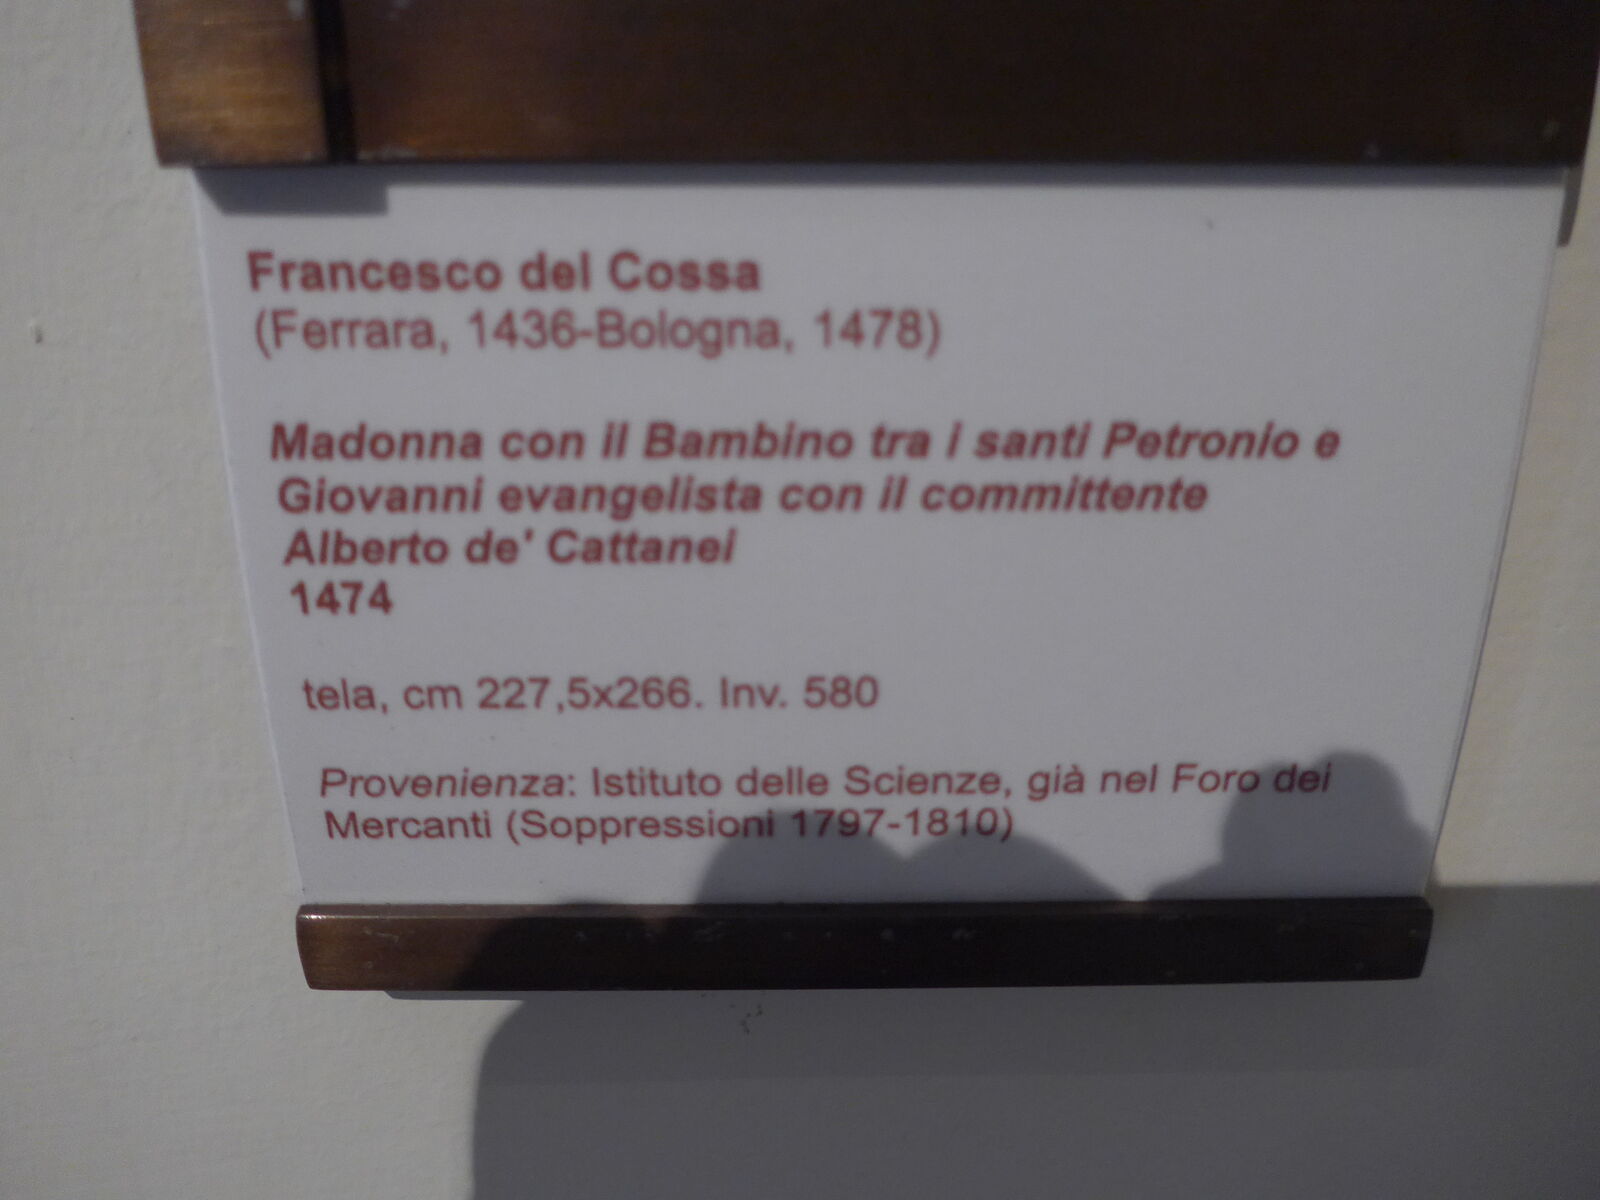 Francesco del Cossa
(Ferrara, 1436-Bologna, 1478)
Madonna con il Bambino tra i santi Petronio e
Giovanni evangelista con il committente
Alberto de' Cattanei
1474
tela, cm 227,5x266. Inv. 580
Provenienza: Istituto delle Scienze, già nel Foro dei
Mercanti (Soppressioni 1797-1810)